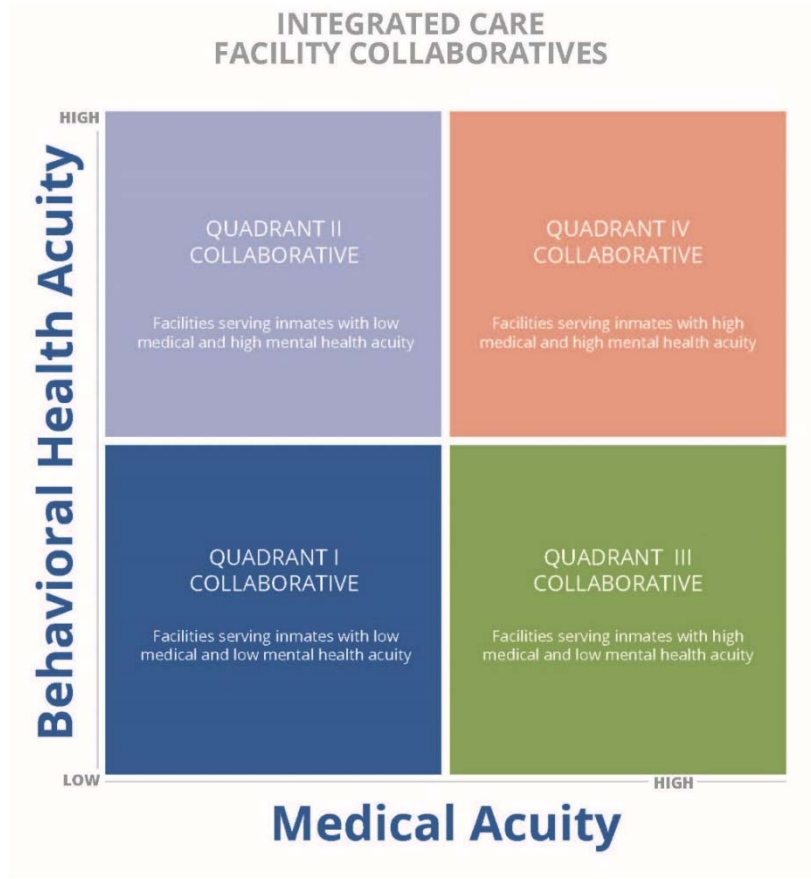 INTEGRATED CARE
FACILITY COLLABORATIVES
HIGH
Behavioral Health Acuity
QUADRANT II
COLLABORATIVE
Facilities serving inmates with low
medical and high mental health acuity
QUADRANT IV
COLLABORATIVE
Facilities serving inmates with high
medical and high mental health acuity
QUADRANT I
COLLABORATIVE
Facilities serving inmates with low
medical and low mental health acuity
QUADRANT III
COLLABORATIVE
Facilities serving inmates with high
medical and low mental health acuity
LOW
HIGH
Medical Acuity